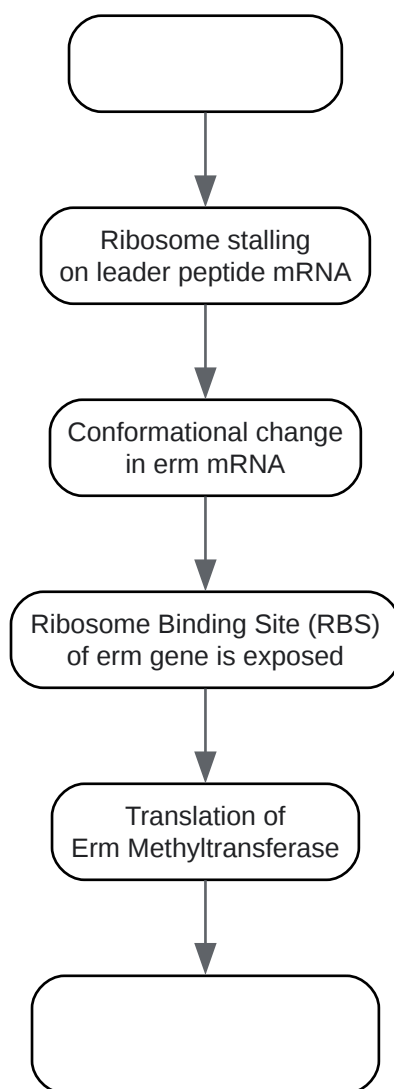 Ribosome stalling
on leader peptide mRNA
Conformational change
in erm mRNA
Ribosome Binding Site (RBS)
of erm gene is exposed
Translation of
Erm Methyltransferase